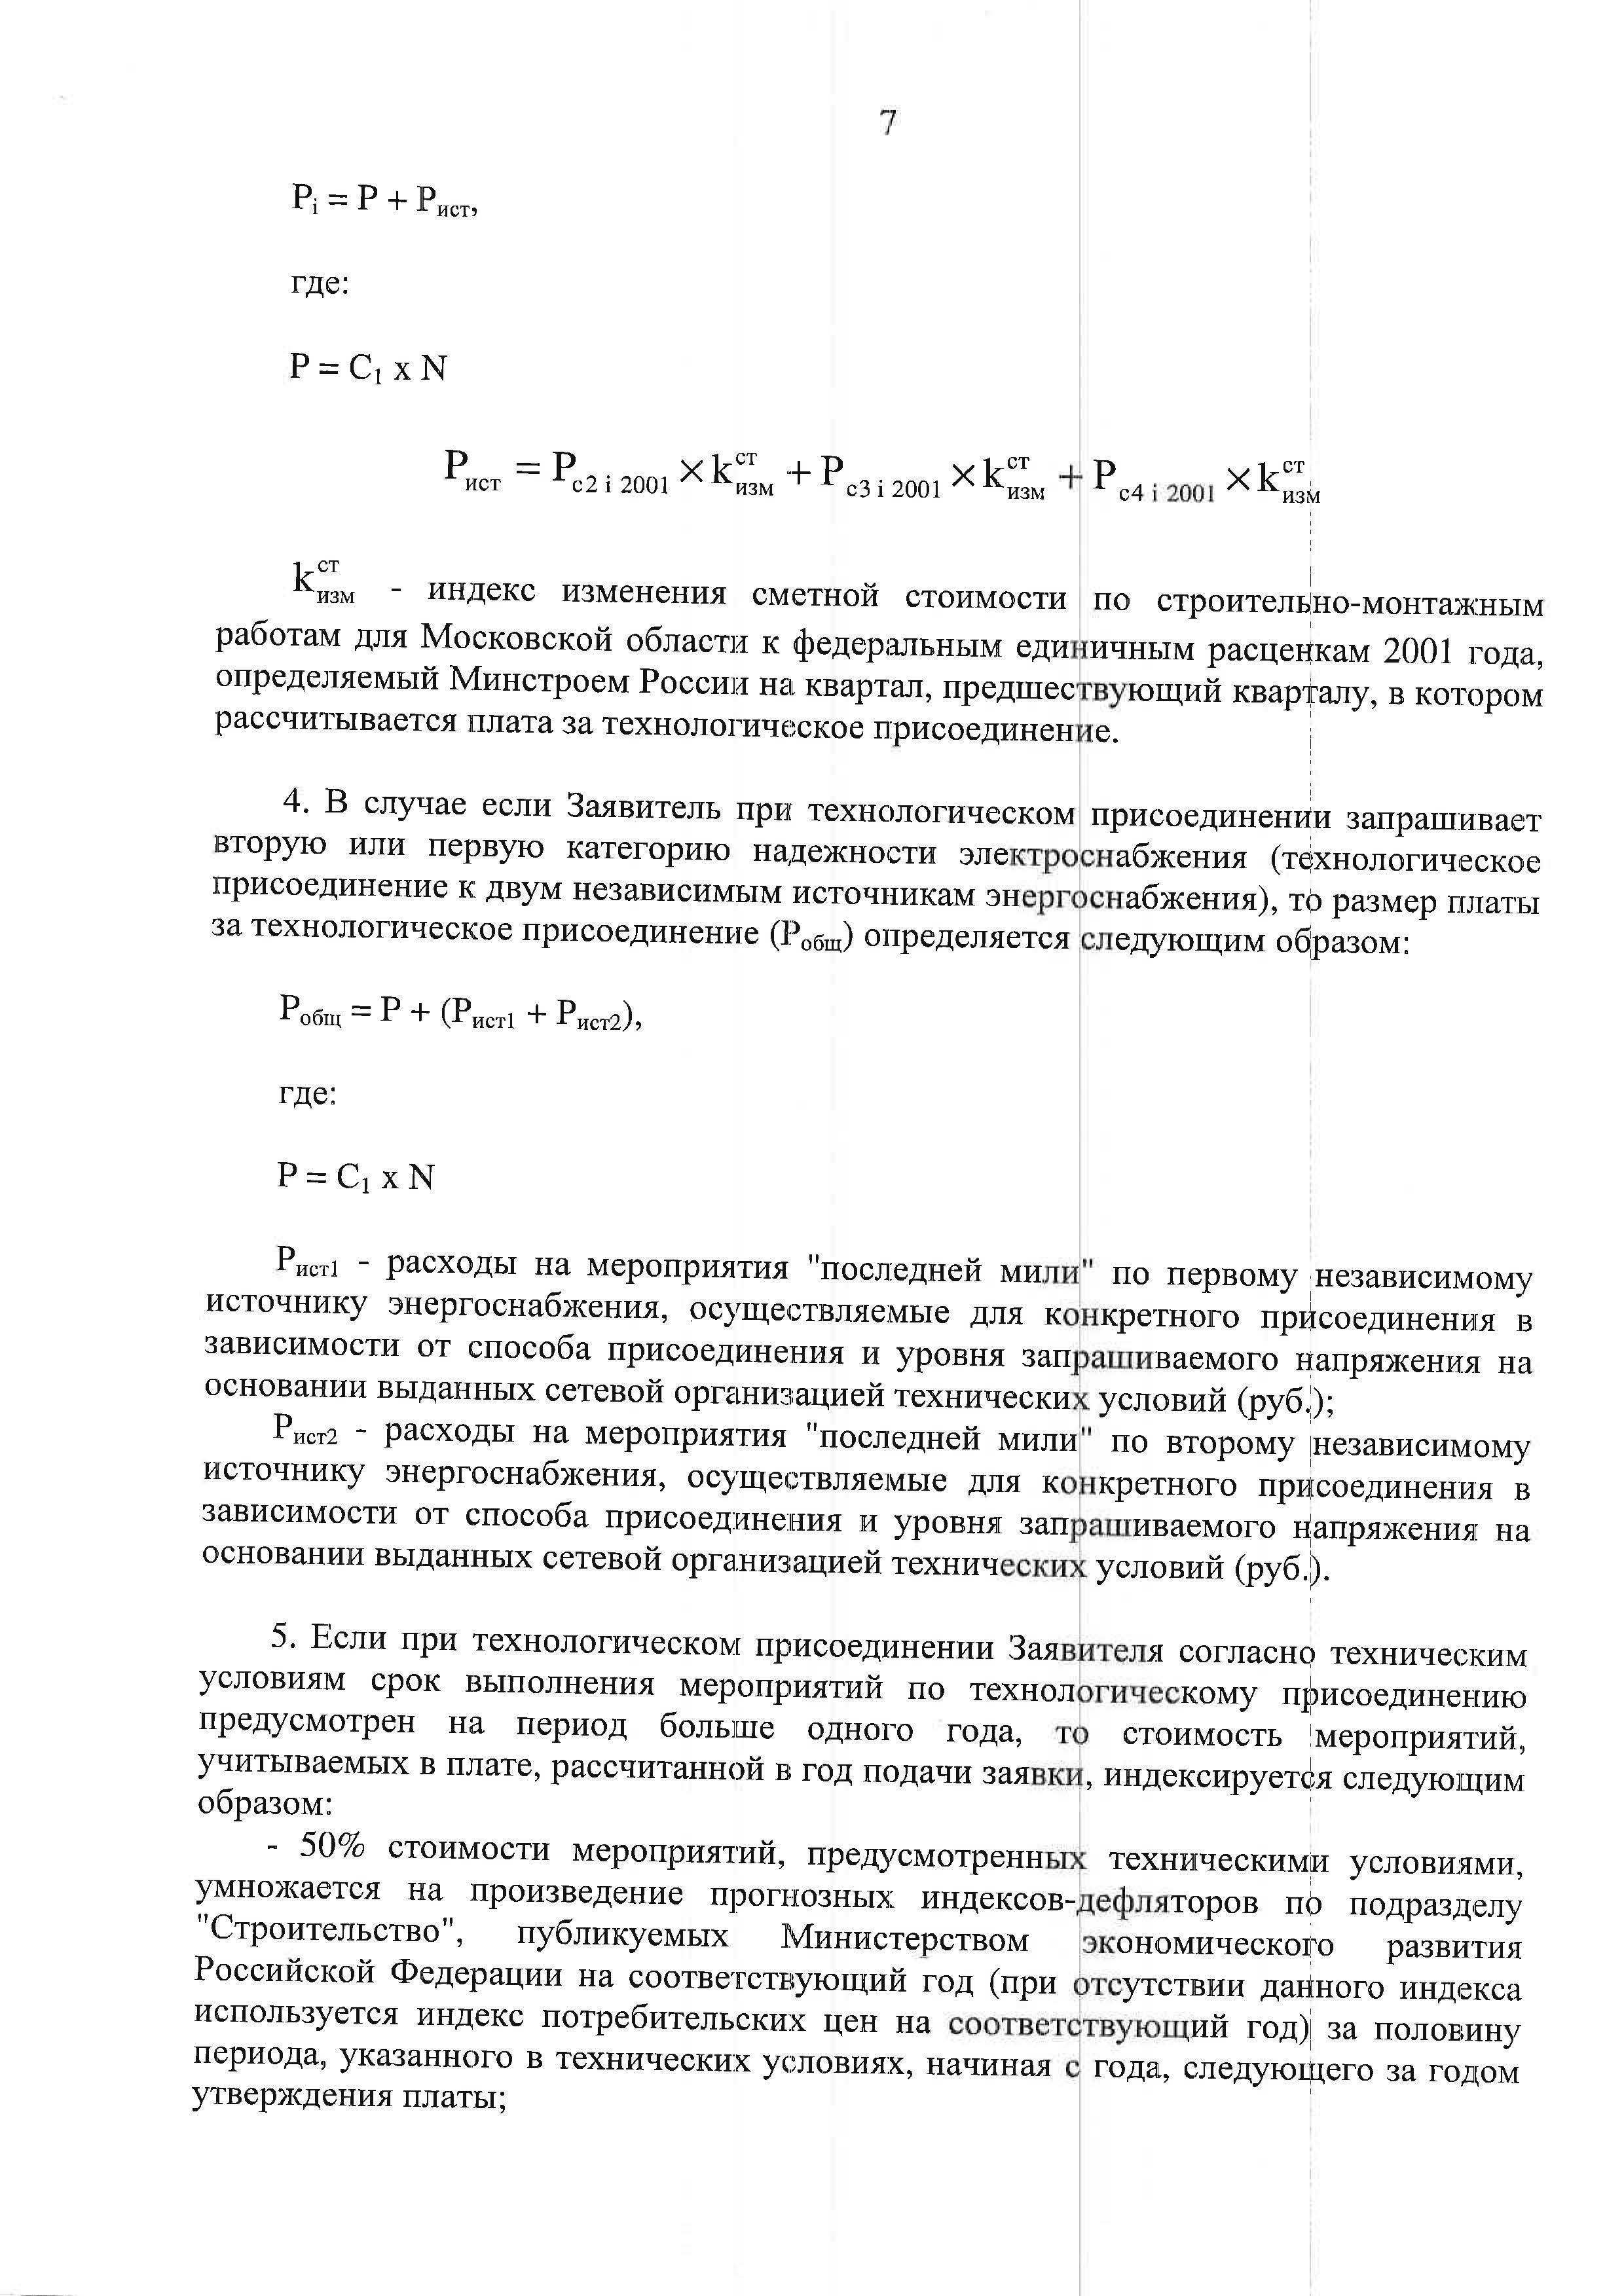 7
Pi = P + Pист,
где:
P = C1 x N
Pист = Pс2 i 2001 × kстизм + Pс3 i 2001 × kстизм + Pс4 i 2001 × kстизм
kстизм - индекс изменения сметной стоимости по строительно-монтажным
работам для Московской области к федеральным единичным расценкам 2001 года,
определяемый Минстроем России на квартал, предшествующий кварталу, в котором
рассчитывается плата за технологическое присоединение.
4. В случае если Заявитель при технологическом присоединении запрашивает
вторую или первую категорию надежности электроснабжения (технологическое
присоединение к двум независимым источникам энергоснабжения), то размер платы
за технологическое присоединение (Pобщ) определяется следующим образом:
Pобщ = P + (Pист1 + Pист2),
где:
P = C1 x N
Pист1 - расходы на мероприятия "последней мили" по первому независимому
источнику энергоснабжения, осуществляемые для конкретного присоединения в
зависимости от способа присоединения и уровня запрашиваемого напряжения на
основании выданных сетевой организацией технических условий (руб.);
Pист2 - расходы на мероприятия "последней мили" по второму независимому
источнику энергоснабжения, осуществляемые для конкретного присоединения в
зависимости от способа присоединения и уровня запрашиваемого напряжения на
основании выданных сетевой организацией технических условий (руб.).
5. Если при технологическом присоединении Заявителя согласно техническим
условиям срок выполнения мероприятий по технологическому присоединению
предусмотрен на период больше одного года, то стоимость мероприятий,
учитываемых в плате, рассчитанной в год подачи заявки, индексируется следующим
образом:
- 50% стоимости мероприятий, предусмотренных техническими условиями,
умножается на произведение прогнозных индексов-дефляторов по подразделу
"Строительство", публикуемых Министерством экономического развития
Российской Федерации на соответствующий год (при отсутствии данного индекса
используется индекс потребительских цен на соответствующий год) за половину
периода, указанного в технических условиях, начиная с года, следующего за годом
утверждения платы;